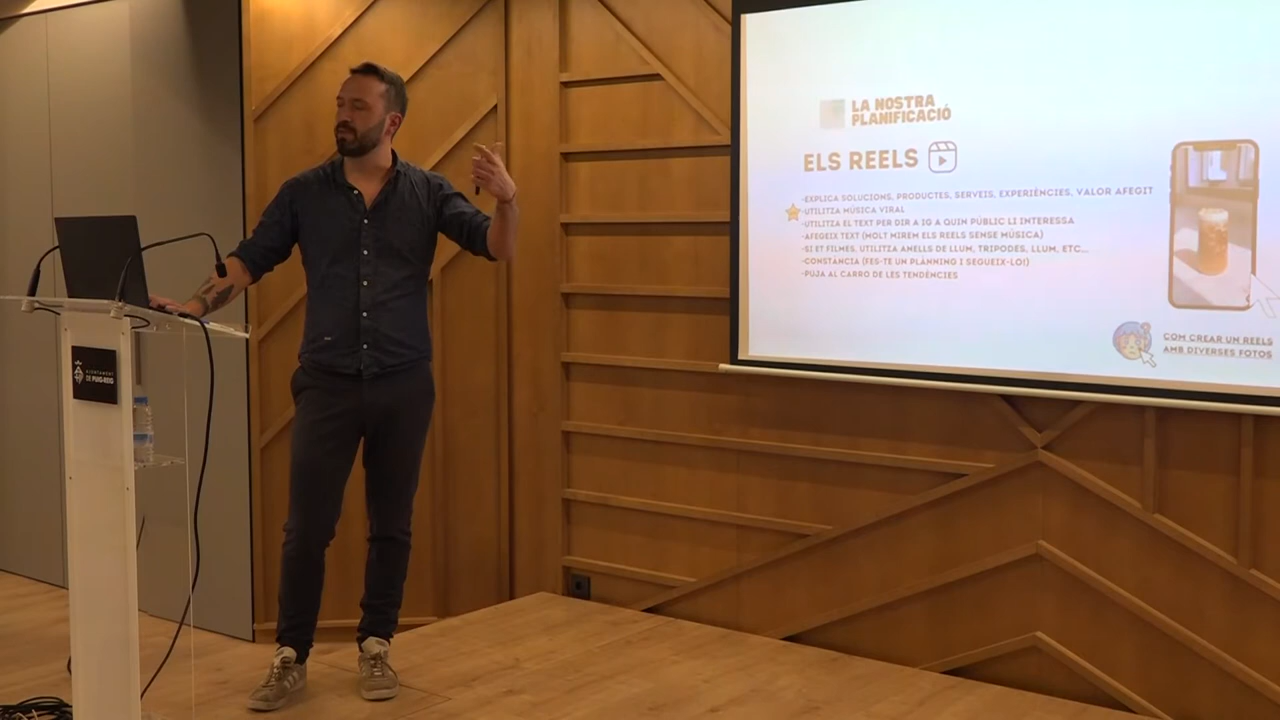 AJUNTAMENT
DE PUIG-REIG
LA NOSTRA
PLANIFICACIÓ
ELS REELS
-EXPLICA SOLUCIONS, PRODUCTES, SERVEIS, EXPERIÈNCIES, VALOR AFEGIT
-UTILITZA MÚSICA VIRAL
-UTILITZA EL TEXT PER DIR A IG A QUIN PÚBLIC LI INTERESSA
-AFEGEIX TEXT (MOLT MIREM ELS REELS SENSE MÚSICA)
-SI ET FILMES, UTILITZA ANELLS DE LLUM, TRIPODES, LLUM, ETC...
-CONSTÀNCIA (FES-TE UN PLANNING I SEGUEIX-LO!)
-PUJA AL CARRO DE LES TENDÈNCIES
COM CREAR UN REELS
AMB DIVERSES FOTOS